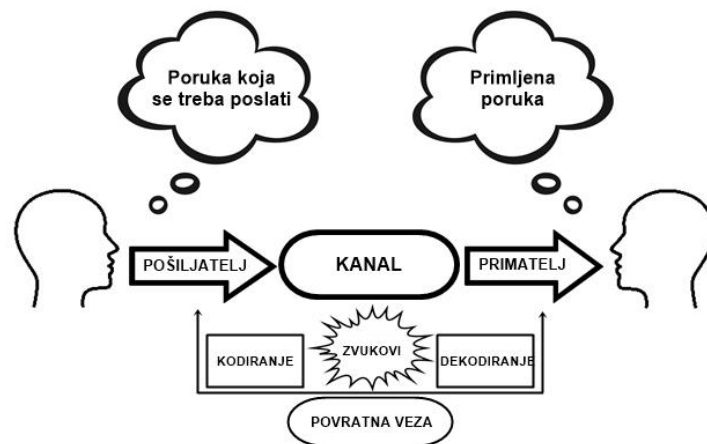 Poruka koja
se treba poslati
Primljena
poruka
POŠILJATELJ
KANAL
PRIMATELJ
KODIRANJE
ZVUKOVI
DEKODIRANJE
POVRATNA VEZA